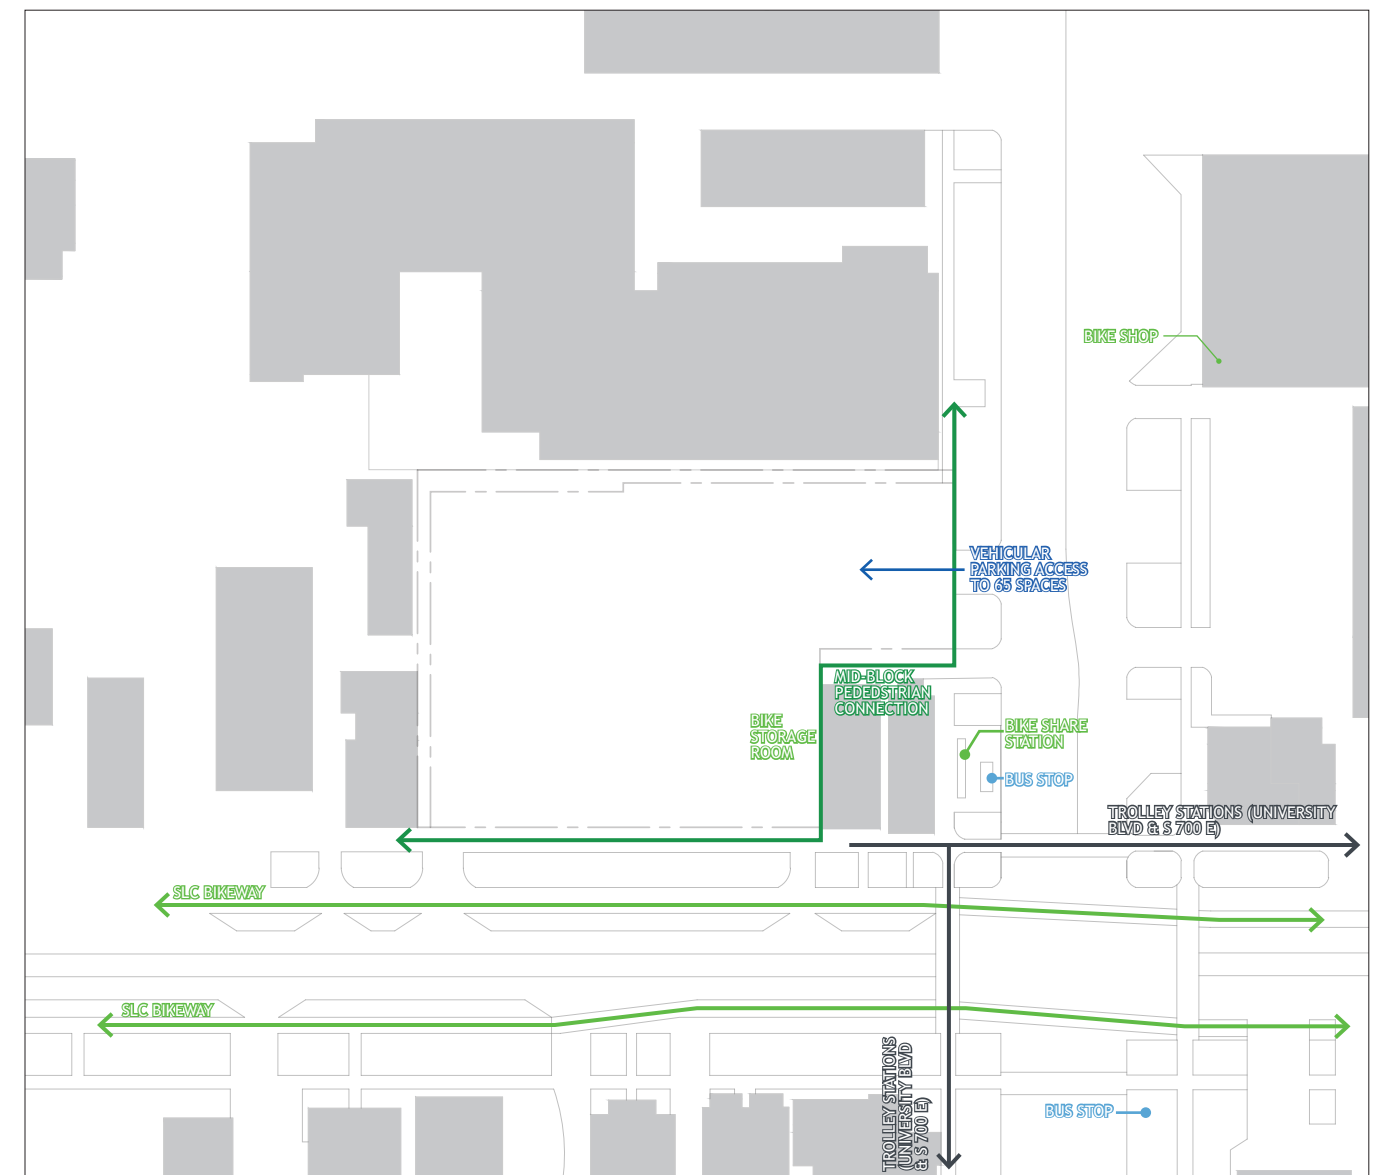 BIKE SHOP
VEHICULAR
PARKING ACCESS
TO 65 SPACES
MID-BLOCK
PEDEDSTRIAN
CONNECTION
BIKE
STORAGE
ROOM
BIKE SHARE
STATION
BUS STOP
TROLLEY STATIONS (UNIVERSITY
BLVD & S 700 E)
SLC BIKEWAY
SLC BIKEWAY
TROLLEY STATIONS
(UNIVERSITY BLVD
& S 700 E)
BUS STOP